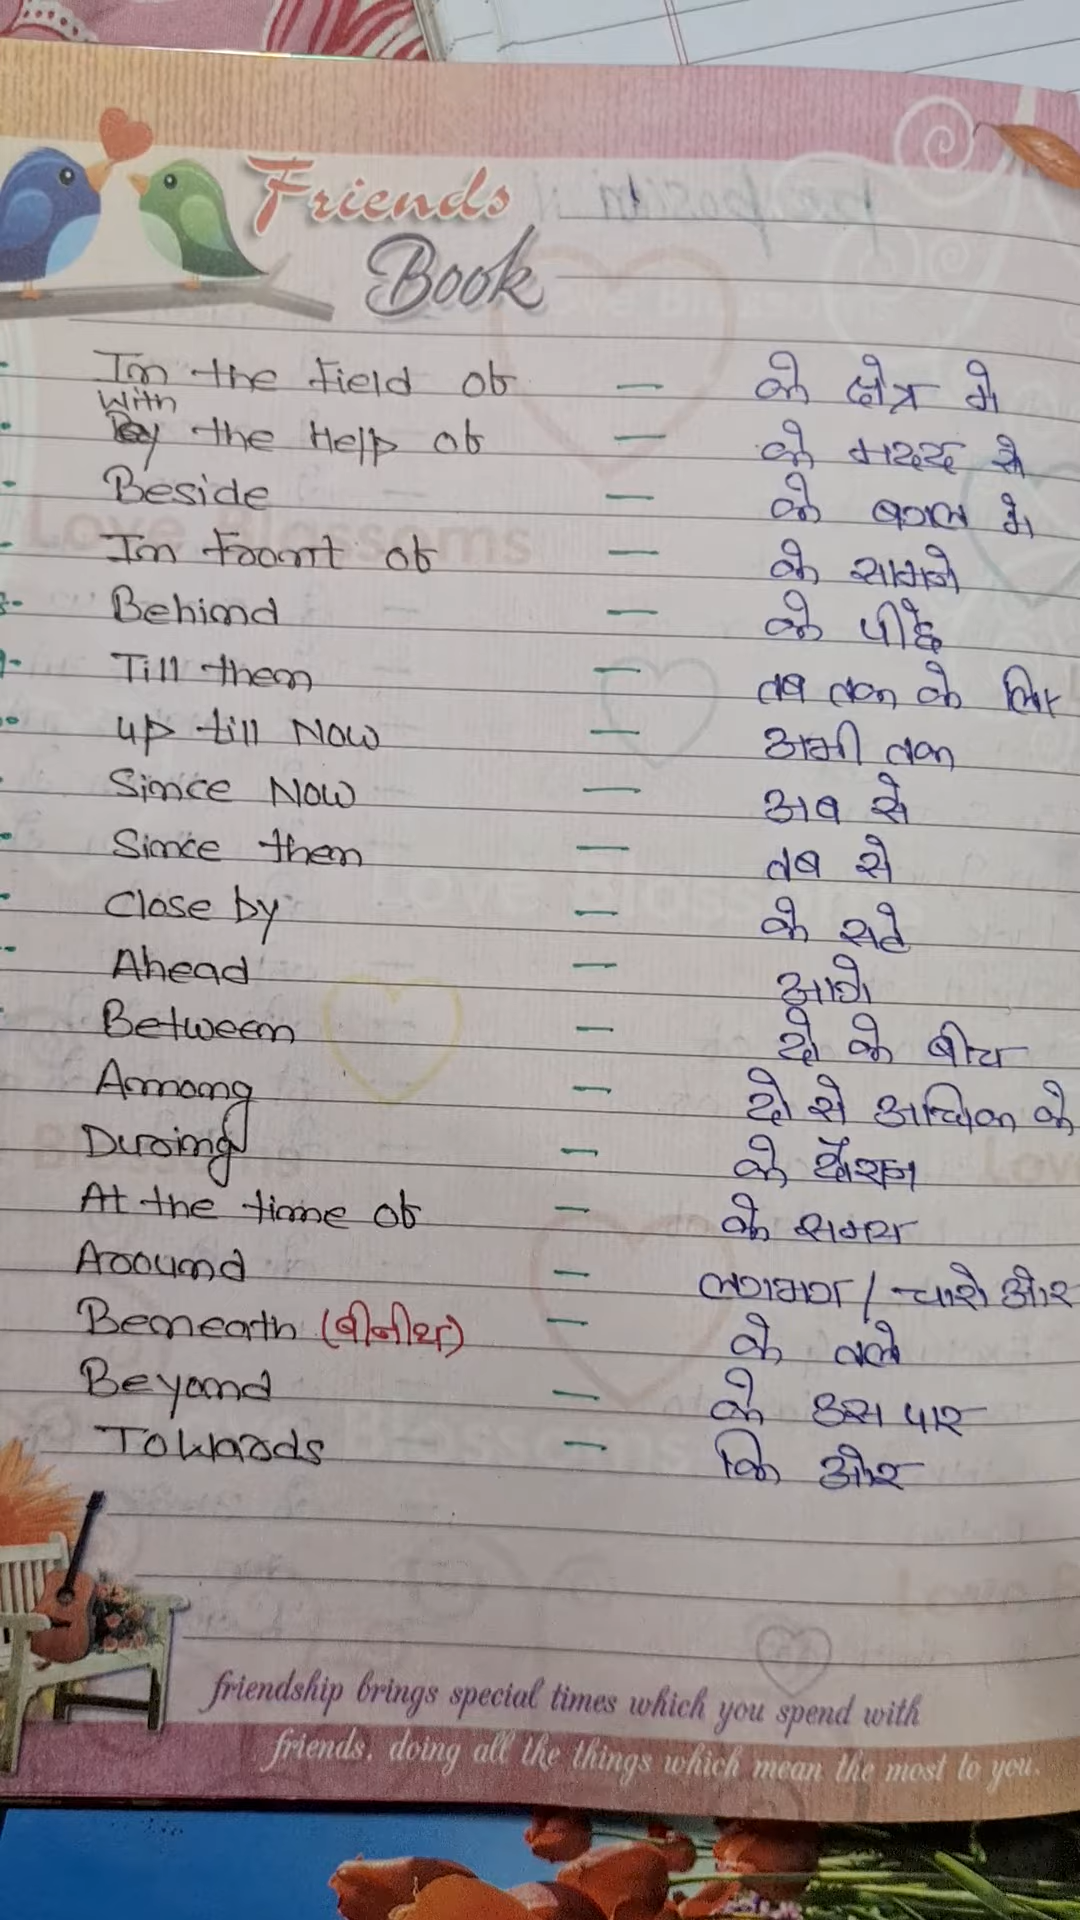 Friends
Book
In the field of — के क्षेत्र मे
With
By the Help of — के मदद से
Beside — के बगल मे
In front of — के सामने
Behind — के पीछे
Till then — तब तक के लिए
up till Now — अभी तक
Since Now — अब से
Since then — तब से
Close by — के सटे
Ahead — आगे
Between — दो के बीच
Among — दो से अधिक के
During — के दौरान
At the time of — के समय
Around — लगभग / चारो ओर
Beneath (बीनीथ) — के तले
Beyond — के उस पार
Towards — कि ओर
friendship brings special times which you spend with
friends. doing all the things which mean the most to you.